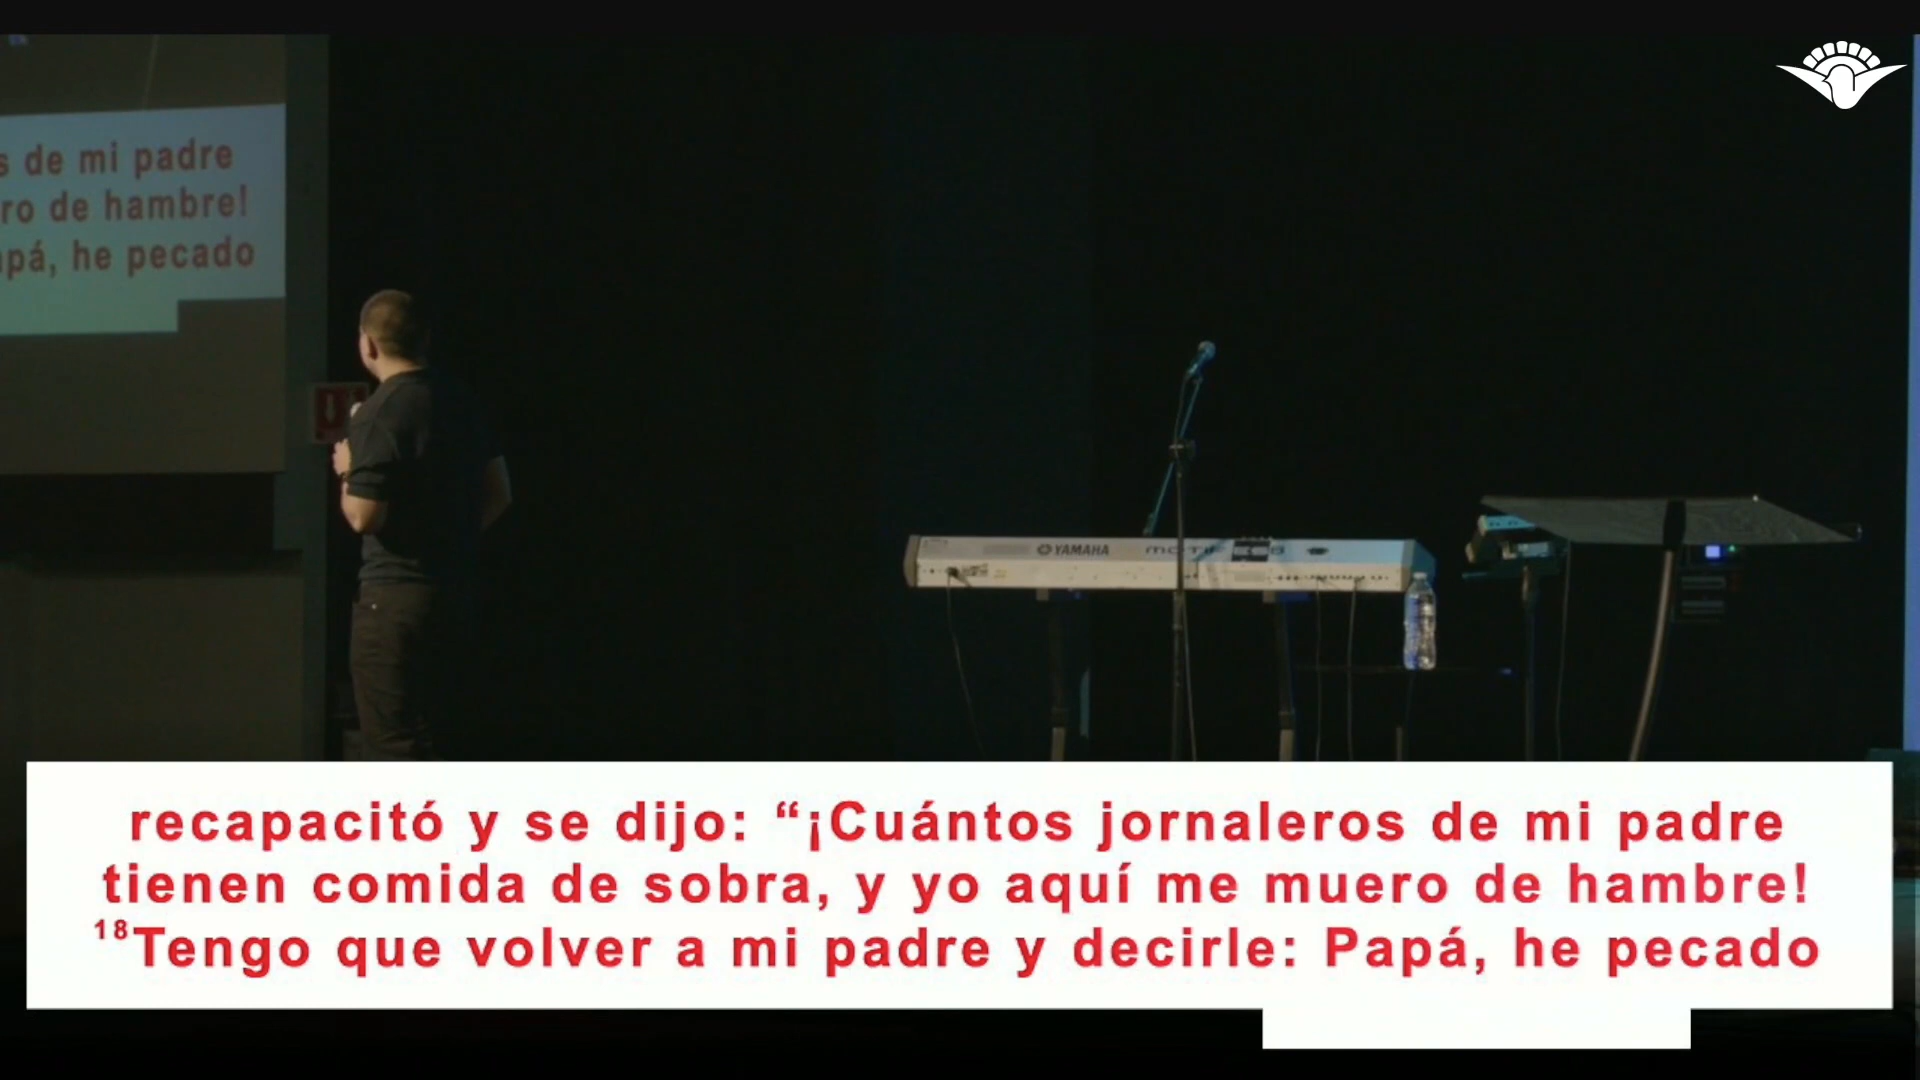 s de mi padre
ro de hambre!
pá, he pecado
YAMAHA
MOTIF
recapacitó y se dijo: “¡Cuántos jornaleros de mi padre
tienen comida de sobra, y yo aquí me muero de hambre!
18Tengo que volver a mi padre y decirle: Papá, he pecado